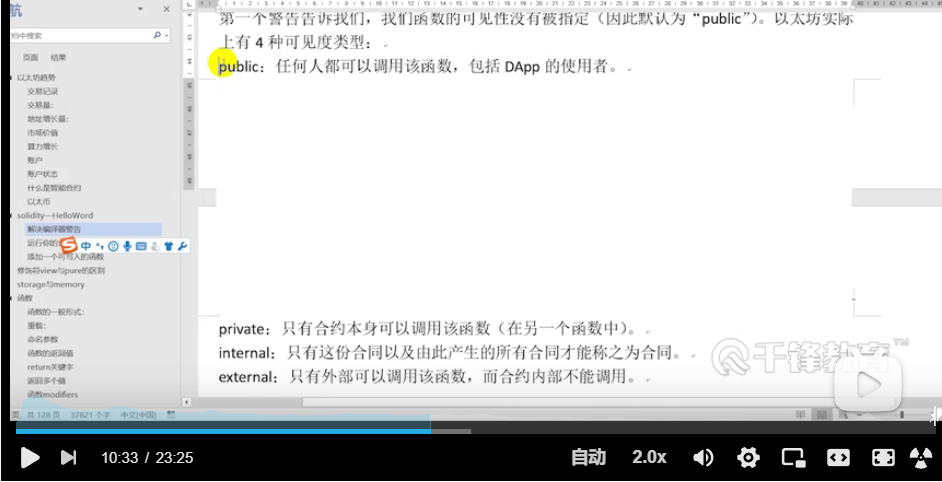 航
档中搜索
页面 结果
以太坊趋势
交易记录
交易量:
地址增长量:
市场价值
算力增长
账户
账户状态
什么是智能合约
以太币
solidity—HelloWord
解决编译器警告
运行你的
添加一个可写入的函数
修饰符view与pure的区别
storage与memory
函数
函数的一般形式:
重载:
命名参数
函数的返回值
return关键字
返回多个值
函数modifiers
页，共 128 页 37821 个字 中文(中国)
第一个警告告诉我们，我们函数的可见性没有被指定（因此默认为“public”）。以太坊实际
上有 4 种可见度类型：
public：任何人都可以调用该函数，包括 DApp 的使用者。
private：只有合约本身可以调用该函数（在另一个函数中）。
internal：只有这份合同以及由此产生的所有合同才能称之为合同。
external：只有外部可以调用该函数，而合约内部不能调用。
千锋教育™
S 中
10:33 / 23:25 自动 2.0x